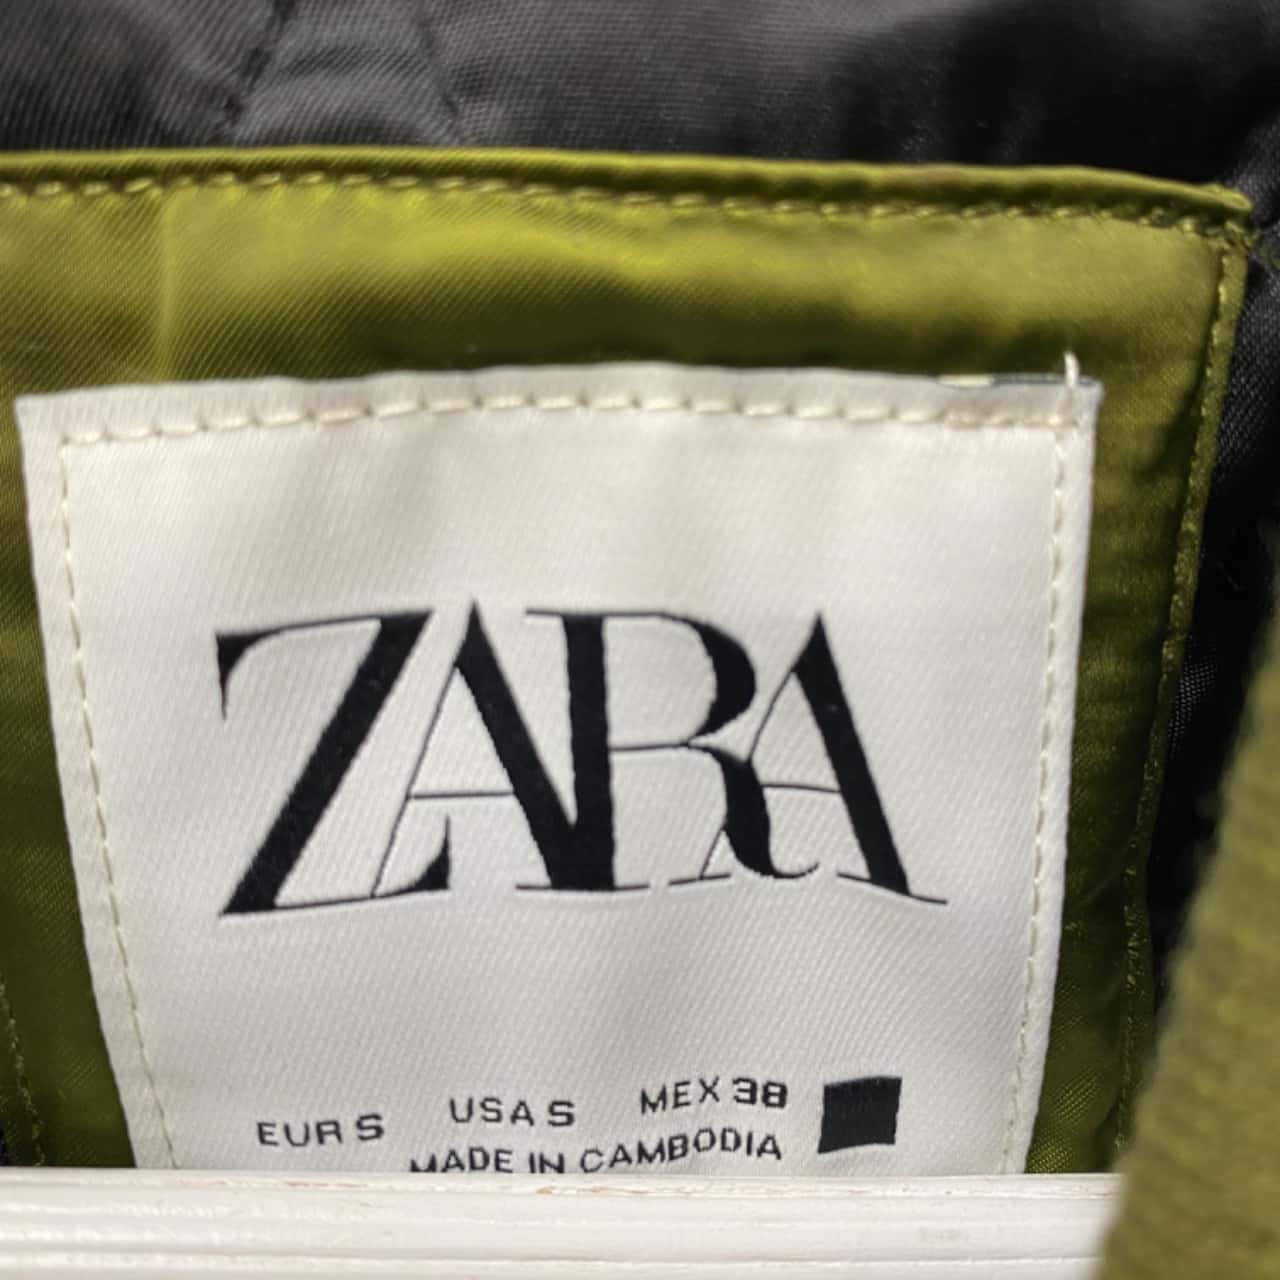 ZARA
EUR S USA S MEX 38
MADE IN CAMBODIA